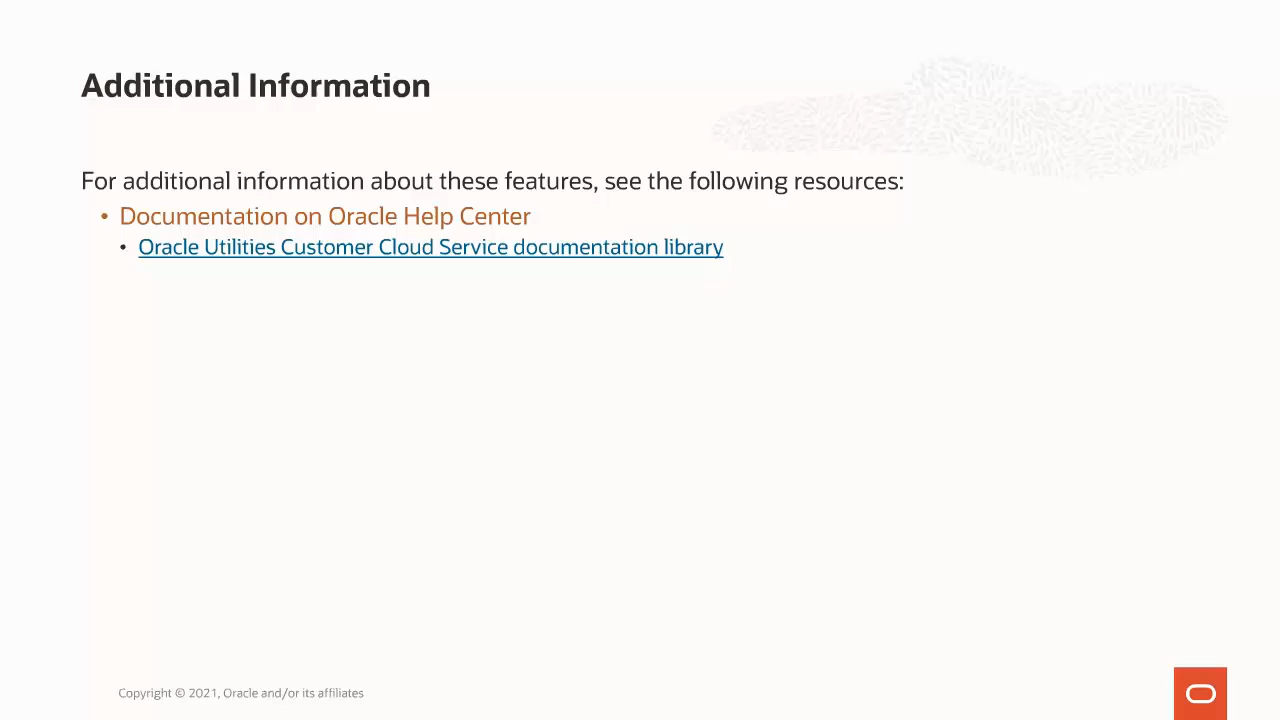 Additional Information
For additional information about these features, see the following resources:
• Documentation on Oracle Help Center
• Oracle Utilities Customer Cloud Service documentation library
Copyright © 2021, Oracle and/or its affiliates